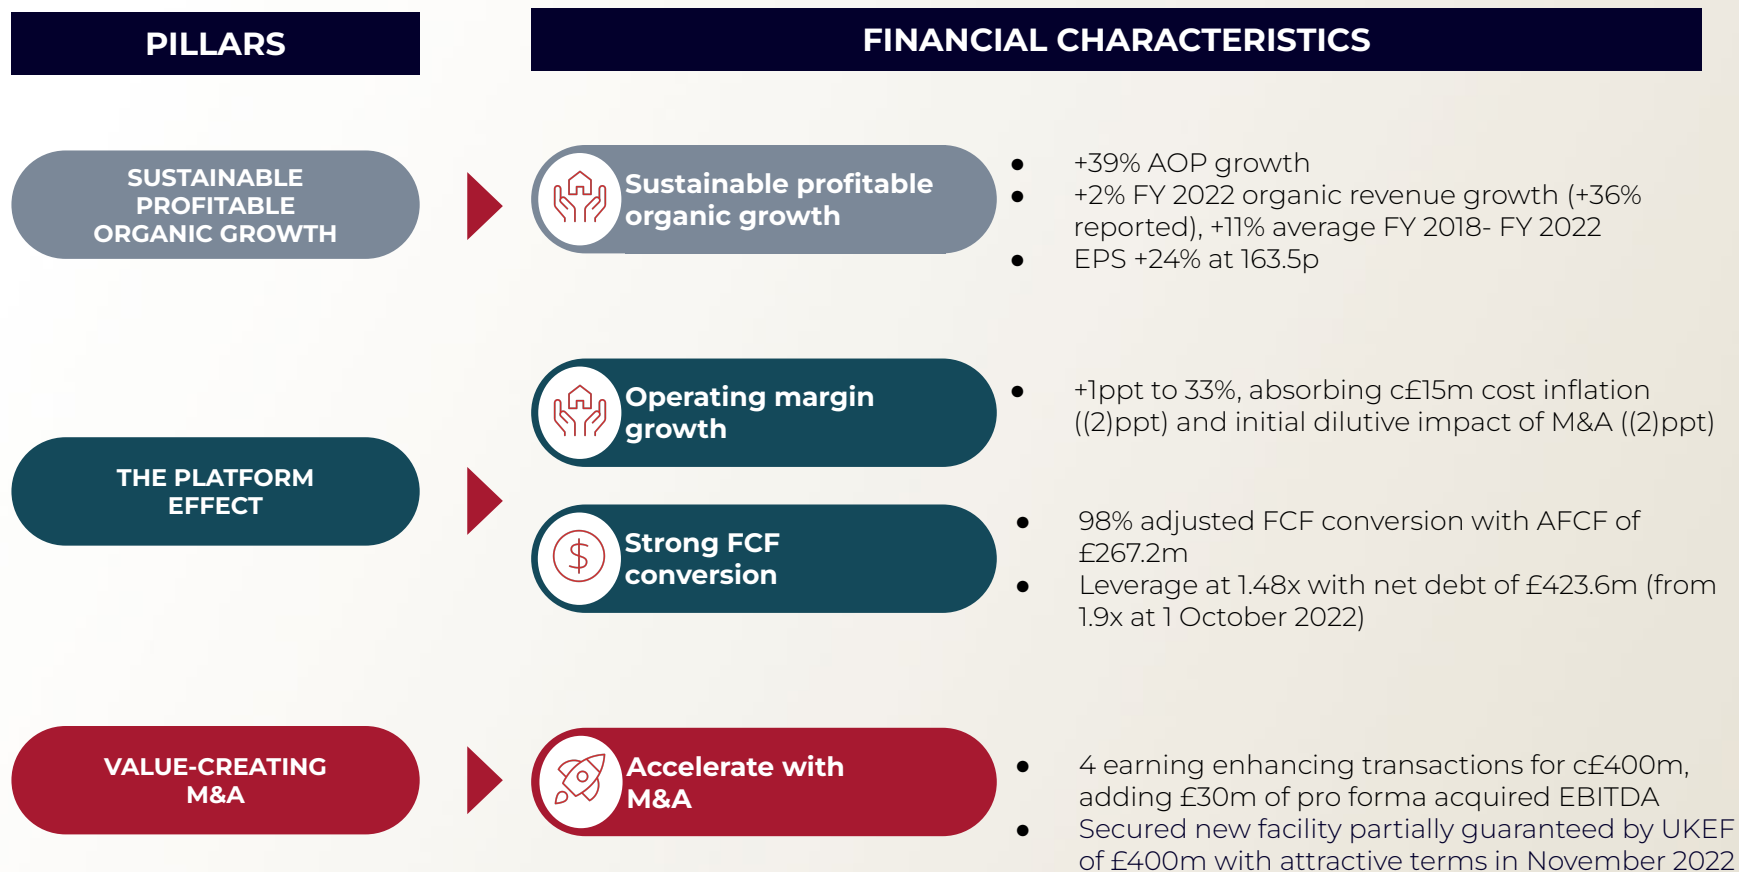 PILLARS
FINANCIAL CHARACTERISTICS
SUSTAINABLE
PROFITABLE
ORGANIC GROWTH
Sustainable profitable
organic growth
● +39% AOP growth
● +2% FY 2022 organic revenue growth (+36%
reported), +11% average FY 2018- FY 2022
● EPS +24% at 163.5p
THE PLATFORM
EFFECT
Operating margin
growth
● +1ppt to 33%, absorbing c£15m cost inflation
((2)ppt) and initial dilutive impact of M&A ((2)ppt)
Strong FCF
conversion
● 98% adjusted FCF conversion with AFCF of
£267.2m
● Leverage at 1.48x with net debt of £423.6m (from
1.9x at 1 October 2022)
VALUE-CREATING
M&A
Accelerate with
M&A
● 4 earning enhancing transactions for c£400m,
adding £30m of pro forma acquired EBITDA
● Secured new facility partially guaranteed by UKEF
of £400m with attractive terms in November 2022